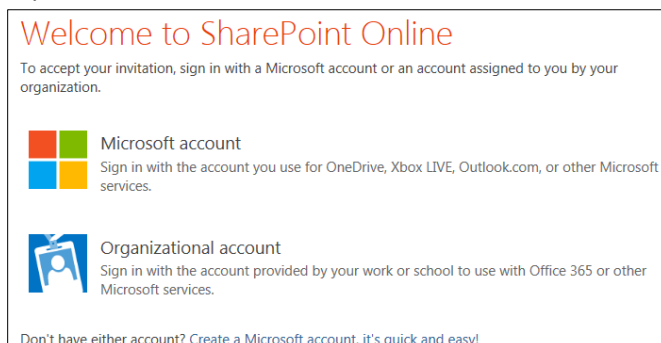 Welcome to SharePoint Online
To accept your invitation, sign in with a Microsoft account or an account assigned to you by your
organization.
Microsoft account
Sign in with the account you use for OneDrive, Xbox LIVE, Outlook.com, or other Microsoft
services.
Organizational account
Sign in with the account provided by your work or school to use with Office 365 or other
Microsoft services.
Don't have either account? Create a Microsoft account, it's quick and easy!